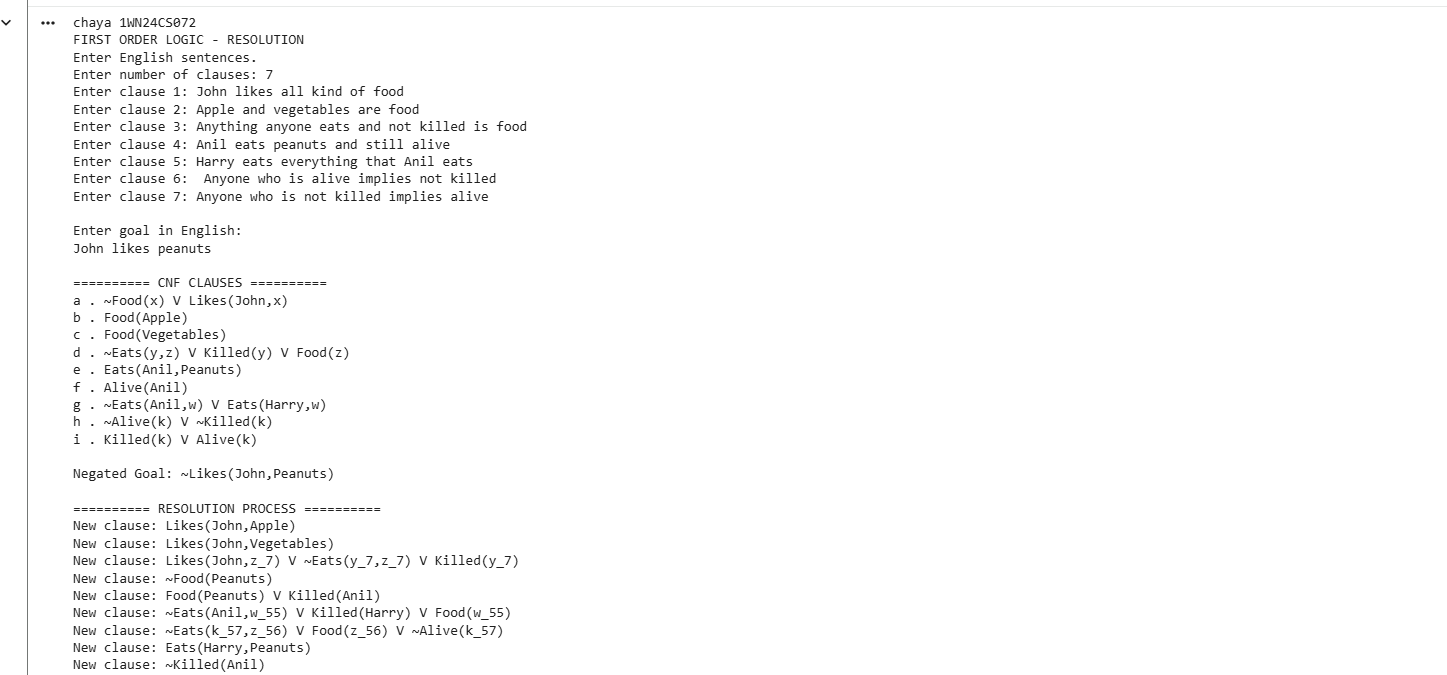 chaya 1WN24CS072
FIRST ORDER LOGIC - RESOLUTION
Enter English sentences.
Enter number of clauses: 7
Enter clause 1: John likes all kind of food
Enter clause 2: Apple and vegetables are food
Enter clause 3: Anything anyone eats and not killed is food
Enter clause 4: Anil eats peanuts and still alive
Enter clause 5: Harry eats everything that Anil eats
Enter clause 6:  Anyone who is alive implies not killed
Enter clause 7: Anyone who is not killed implies alive

Enter goal in English:
John likes peanuts

========== CNF CLAUSES ==========
a . ~Food(x) V Likes(John,x)
b . Food(Apple)
c . Food(Vegetables)
d . ~Eats(y,z) V Killed(y) V Food(z)
e . Eats(Anil,Peanuts)
f . Alive(Anil)
g . ~Eats(Anil,w) V Eats(Harry,w)
h . ~Alive(k) V ~Killed(k)
i . Killed(k) V Alive(k)

Negated Goal: ~Likes(John,Peanuts)

========== RESOLUTION PROCESS ==========
New clause: Likes(John,Apple)
New clause: Likes(John,Vegetables)
New clause: Likes(John,z_7) V ~Eats(y_7,z_7) V Killed(y_7)
New clause: ~Food(Peanuts)
New clause: Food(Peanuts) V Killed(Anil)
New clause: ~Eats(Anil,w_55) V Killed(Harry) V Food(w_55)
New clause: ~Eats(k_57,z_56) V Food(z_56) V ~Alive(k_57)
New clause: Eats(Harry,Peanuts)
New clause: ~Killed(Anil)